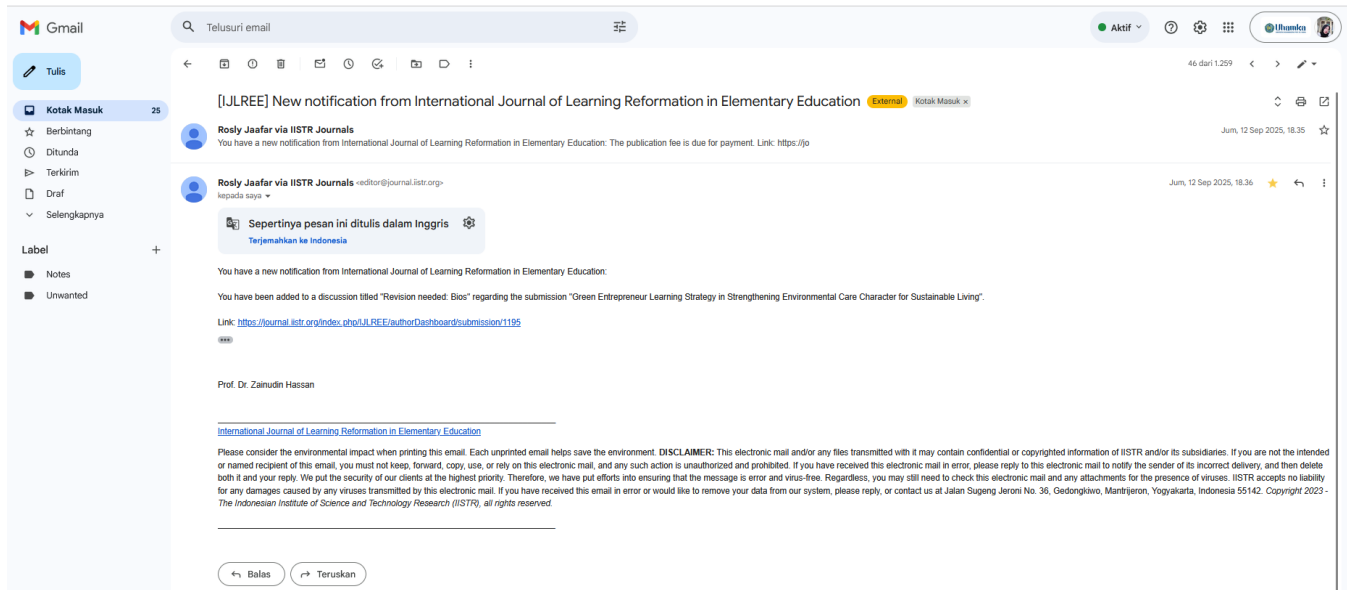 Gmail
Telusuri email
Aktif
Uhamka
Tulis
46 dari 1.259
Kotak Masuk 25
Berbintang
Ditunda
Terkirim
Draf
Selengkapnya
Label +
Notes
Unwanted
[IJLREE] New notification from International Journal of Learning Reformation in Elementary Education External Kotak Masuk x
Rosly Jaafar via IISTR Journals Jum, 12 Sep 2025, 18.35
You have a new notification from International Journal of Learning Reformation in Elementary Education: The publication fee is due for payment. Link: https://jo
Rosly Jaafar via IISTR Journals <editor@journal.iistr.org> Jum, 12 Sep 2025, 18.36
kepada saya
Sepertinya pesan ini ditulis dalam Inggris
Terjemahkan ke Indonesia
You have a new notification from International Journal of Learning Reformation in Elementary Education:
You have been added to a discussion titled "Revision needed: Bios" regarding the submission "Green Entrepreneur Learning Strategy in Strengthening Environmental Care Character for Sustainable Living".
Link: https://journal.iistr.org/index.php/IJLREE/authorDashboard/submission/1195
Prof. Dr. Zainudin Hassan
International Journal of Learning Reformation in Elementary Education
Please consider the environmental impact when printing this email. Each unprinted email helps save the environment. DISCLAIMER: This electronic mail and/or any files transmitted with it may contain confidential or copyrighted information of IISTR and/or its subsidiaries. If you are not the intended
or named recipient of this email, you must not keep, forward, copy, use, or rely on this electronic mail, and any such action is unauthorized and prohibited. If you have received this electronic mail in error, please reply to this electronic mail to notify the sender of its incorrect delivery, and then delete
both it and your reply. We put the security of our clients at the highest priority. Therefore, we have put efforts into ensuring that the message is error and virus-free. Regardless, you may still need to check this electronic mail and any attachments for the presence of viruses. IISTR accepts no liability
for any damages caused by any viruses transmitted by this electronic mail. If you have received this email in error or would like to remove your data from our system, please reply, or contact us at Jalan Sugeng Jeroni No. 36, Gedongkiwo, Mantrijeron, Yogyakarta, Indonesia 55142. Copyright 2023 -
The Indonesian Institute of Science and Technology Research (IISTR), all rights reserved.
Balas
Teruskan